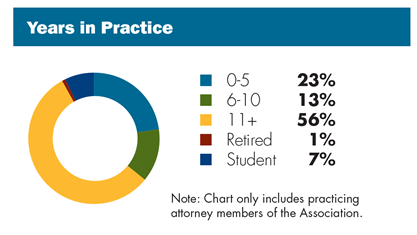 Years in Practice
0-5 23%
6-10 13%
11+ 56%
Retired 1%
Student 7%
Note: Chart only includes practicing
attorney members of the Association.